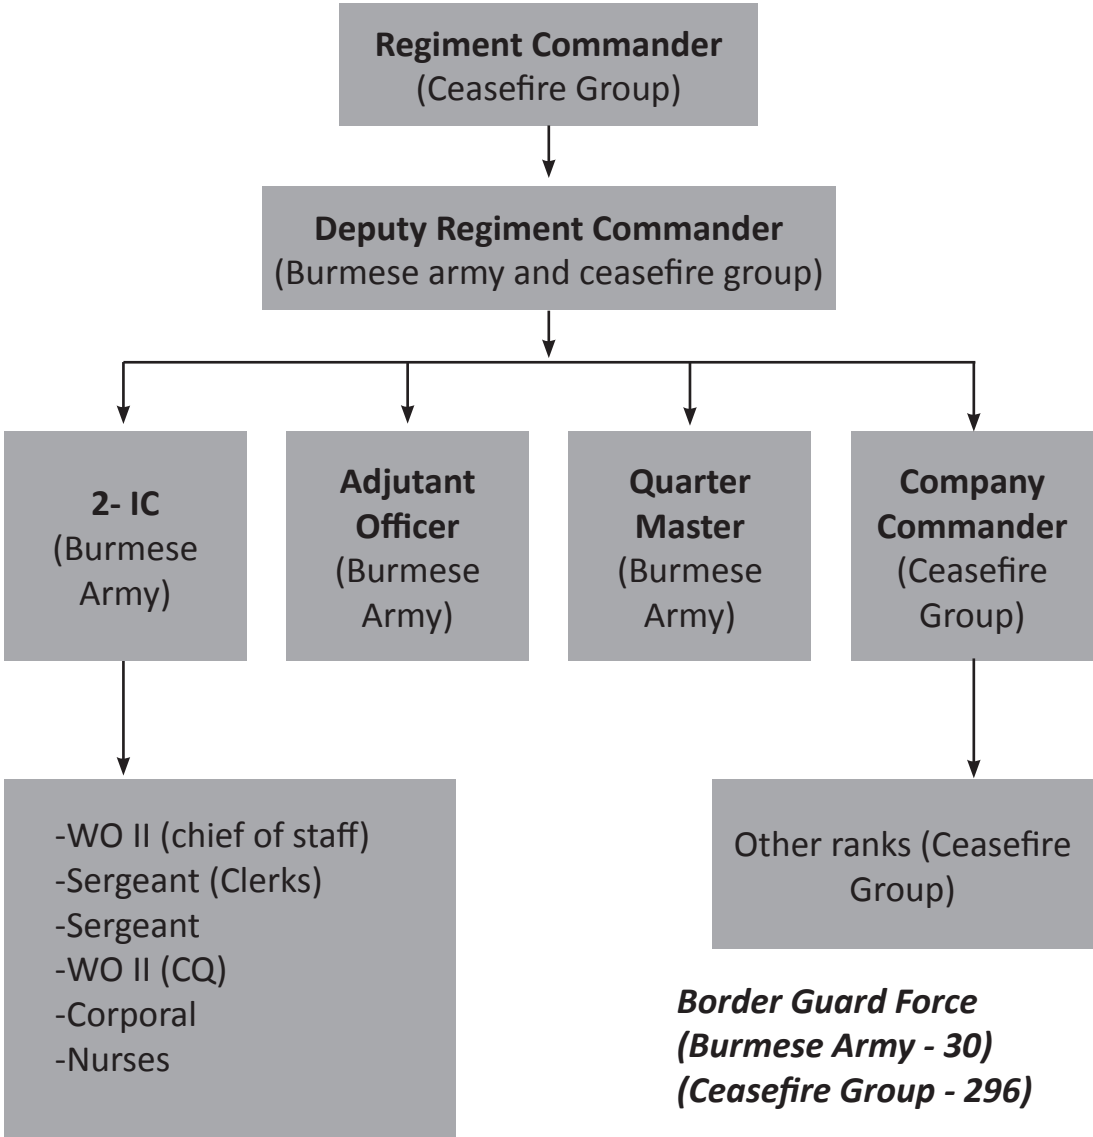 Regiment Commander
(Ceasefire Group)
Deputy Regiment Commander
(Burmese army and ceasefire group)
2- IC
(Burmese
Army)
Adjutant
Officer
(Burmese
Army)
Quarter
Master
(Burmese
Army)
Company
Commander
(Ceasefire
Group)
-WO II (chief of staff)
-Sergeant (Clerks)
-Sergeant
-WO II (CQ)
-Corporal
-Nurses
Other ranks (Ceasefire
Group)
Border Guard Force
(Burmese Army - 30)
(Ceasefire Group - 296)